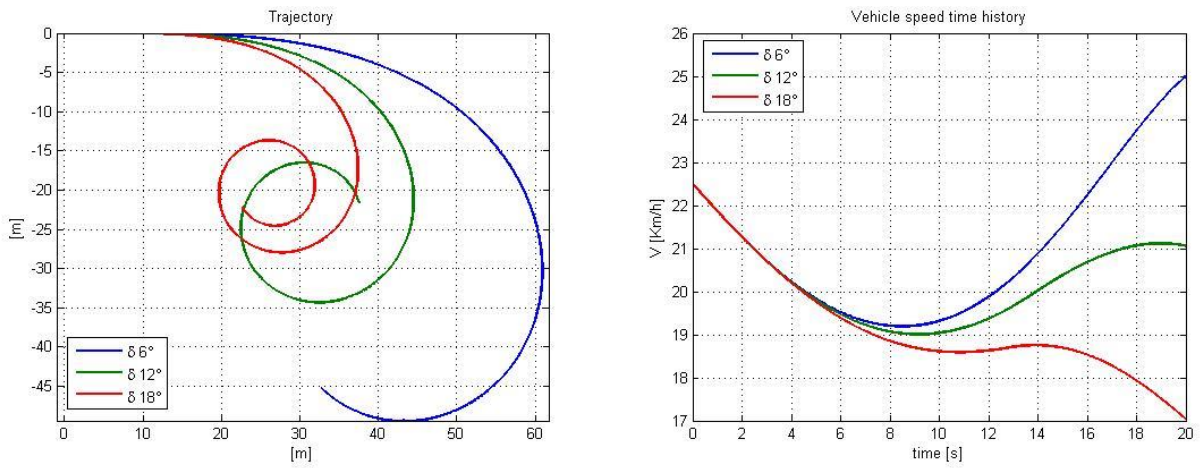 Trajectory
0
-5
-10
-15
-20
-25
-30
-35
-40
-45
[m]
δ 6°
δ 12°
δ 18°
0 10 20 30 40 50 60
[m]
Vehicle speed time history
26
25
24
23
22
21
20
19
18
17
V [Km/h]
δ 6°
δ 12°
δ 18°
0 2 4 6 8 10 12 14 16 18 20
time [s]